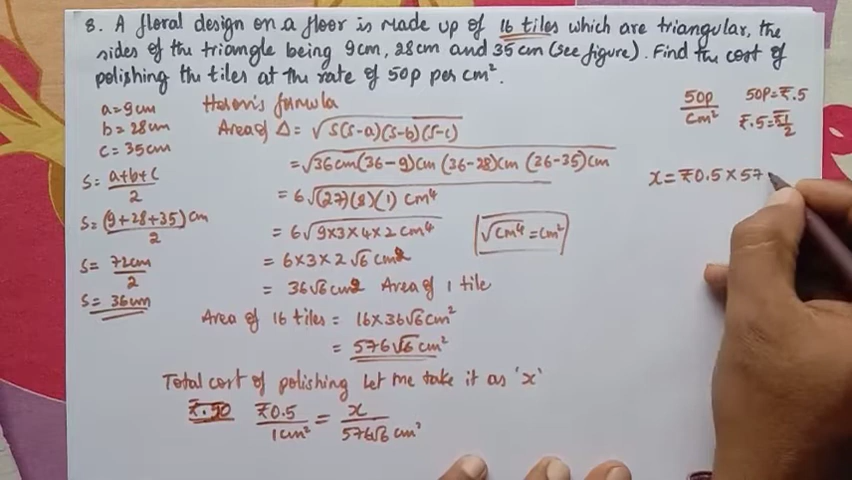 8. A floral design on a floor is made up of 16 tiles which are triangular, the
sides of the triangle being 9cm, 28cm and 35cm (see figure). Find the cost of
polishing the tiles at the rate of 50p per cm².
a = 9cm
b = 28cm
c = 35cm
S = a+b+c / 2
S = (9+28+35)cm / 2
S = 72cm / 2
S = 36cm
Heron's formula
Area of Δ = √S(S-a)(S-b)(S-c)
= √36cm(36-9)cm (36-28)cm (36-35)cm
= 6√(27)(8)(1) cm⁴
= 6√9×3×4×2 cm⁴
√cm⁴ = cm²
= 6×3×2√6 cm²
= 36√6 cm² Area of 1 tile
Area of 16 tiles = 16×36√6 cm²
= 576√6 cm²
Total cost of polishing Let me take it as 'x'
₹.50 ₹0.5 / 1cm² = x / 576√6 cm²
50p / cm²
50P = ₹.5
₹.5 = ₹1/2
x = ₹0.5 × 57